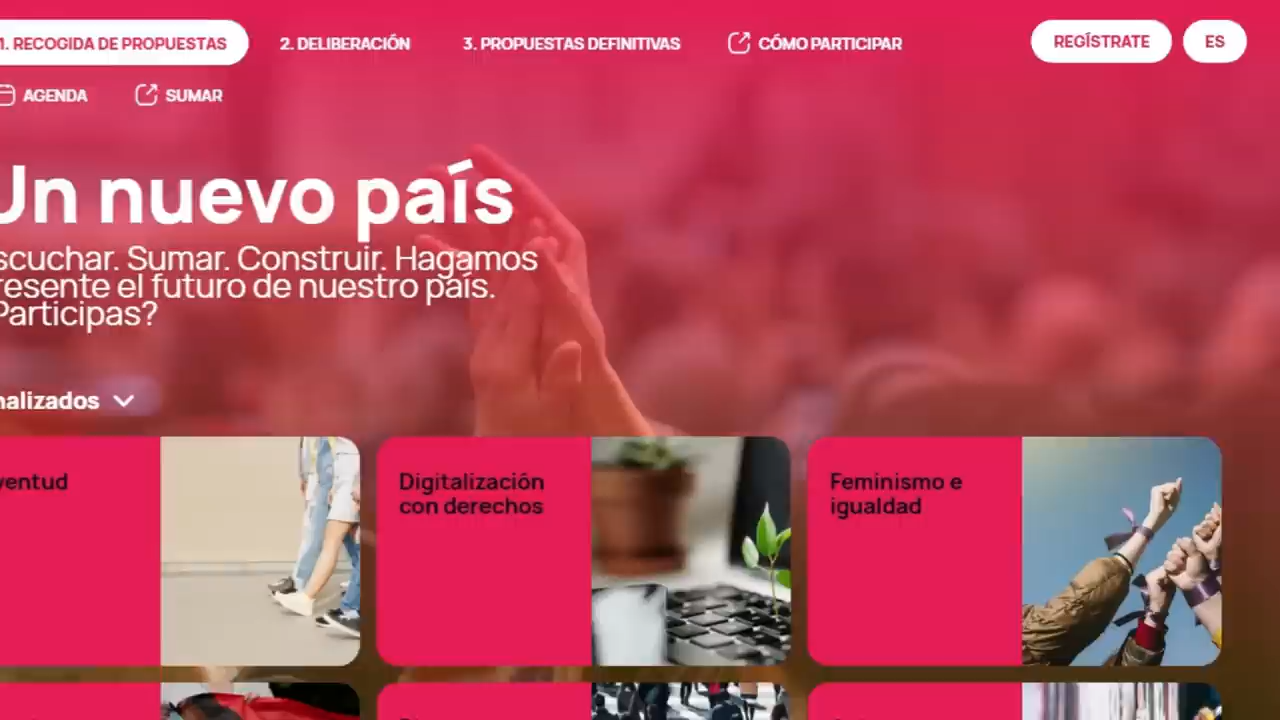 1. RECOGIDA DE PROPUESTAS
2. DELIBERACIÓN
3. PROPUESTAS DEFINITIVAS
CÓMO PARTICIPAR
REGÍSTRATE
ES
AGENDA
SUMAR
Un nuevo país
scuchar. Sumar. Construir. Hagamos
resente el futuro de nuestro país.
Participas?
nalizados
ventud
Digitalización
con derechos
Feminismo e
igualdad